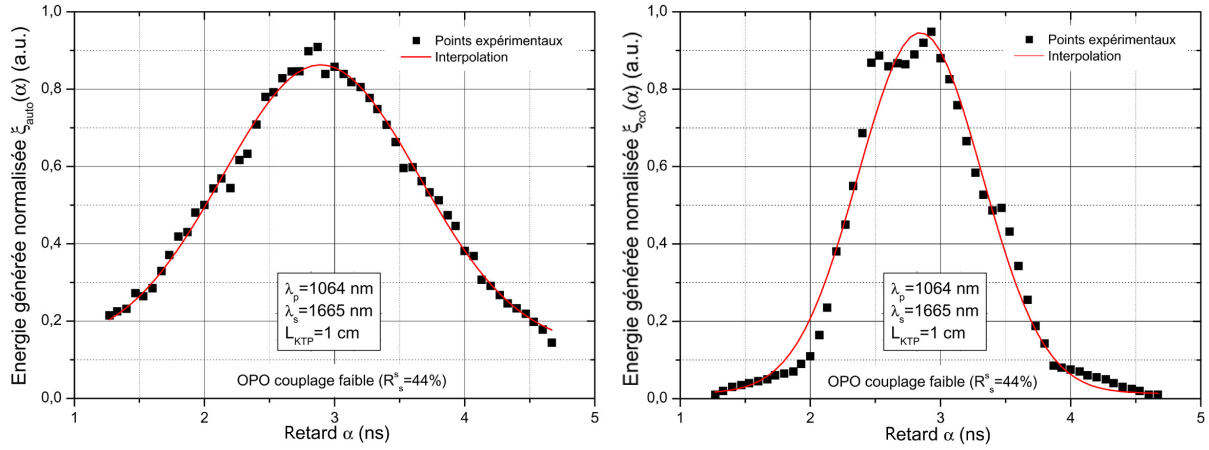 Energie générée normalisée ξauto(α) (a.u.)
1,0
0,8
0,6
0,4
0,2
0,0
Points expérimentaux
Interpolation
λp=1064 nm
λs=1665 nm
LKTP=1 cm
OPO couplage faible (Rss=44%)
1 2 3 4 5
Retard α (ns)
Energie générée nomalisée ξco(α) (a.u.)
1,0
0,8
0,6
0,4
0,2
0,0
Points expérimentaux
Interpolation
λp=1064 nm
λs=1665 nm
LKTP=1 cm
OPO couplage faible (Rss=44%)
1 2 3 4 5
Retard α (ns)